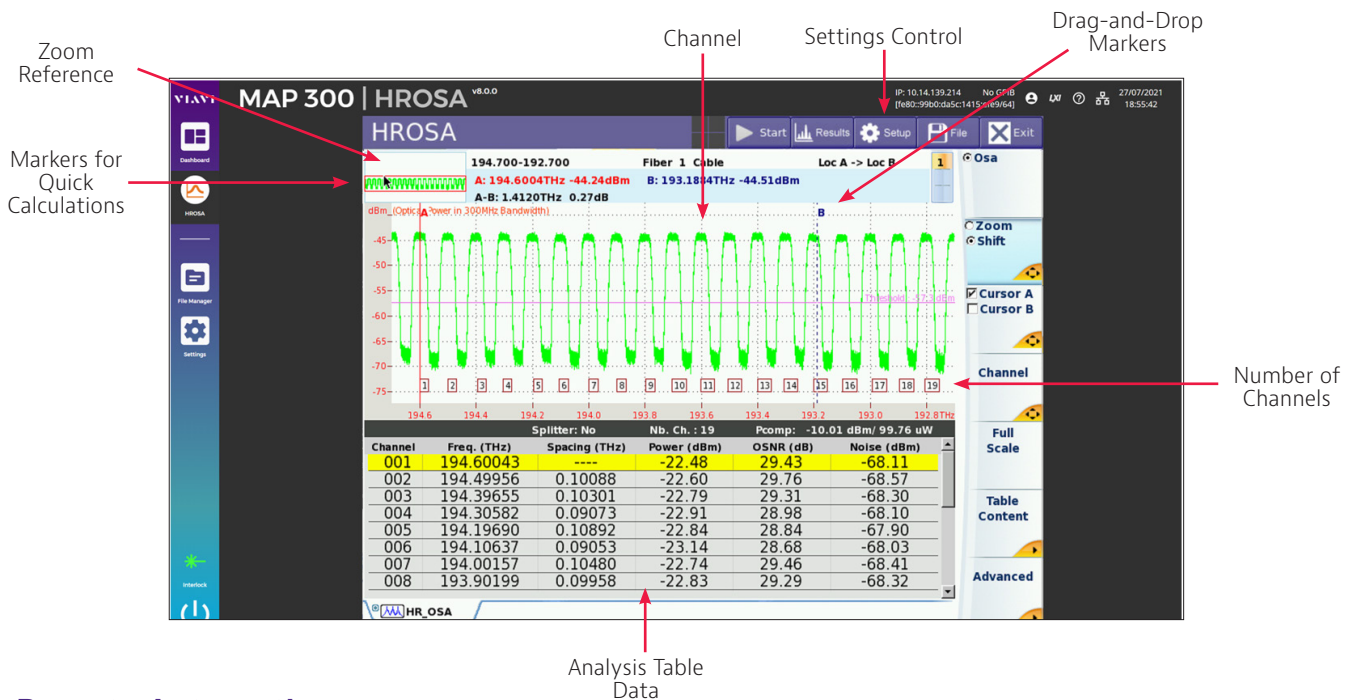 Zoom
Reference
Channel
Settings Control
Drag-and-Drop
Markers
Markers for
Quick
Calculations
VIAVI
MAP 300 | HROSA v8.0.0
IP: 10.14.139.214 No GPIB
27/07/2021
18:55:42
LXI
Dashboard
HROSA
File Manager
Settings
Interlock
HROSA
Start
Results
Setup
File
Exit
194.700-192.700 Fiber 1 Cable Loc A -> Loc B
1
A: 194.6004THz -44.24dBm B: 193.1884THz -44.51dBm
A-B: 1.4120THz 0.27dB
dBm (Optical Power in 300MHz Bandwidth)
A
B
-45
-50
-55
-60
-65
-70
-75
Threshold -57.3 dBm
1 2 3 4 5 6 7 8 9 10 11 12 13 14 15 16 17 18 19
194.6 194.4 194.2 194.0 193.8 193.6 193.4 193.2 193.0 192.8THz
Osa
Zoom
Shift
Cursor A
Cursor B
Channel
Full
Scale
Table
Content
Advanced
Number of
Channels
Splitter: No Nb. Ch. : 19 Pcomp: -10.01 dBm/ 99.76 uW
Channel Freq. (THz) Spacing (THz) Power (dBm) OSNR (dB) Noise (dBm)
001 194.60043 ---- -22.48 29.43 -68.11
002 194.49956 0.10088 -22.60 29.76 -68.57
003 194.39655 0.10301 -22.79 29.31 -68.30
004 194.30582 0.09073 -22.91 28.98 -68.10
005 194.19690 0.10892 -22.84 28.84 -67.90
006 194.10637 0.09053 -23.14 28.68 -68.03
007 194.00157 0.10480 -22.74 29.46 -68.41
008 193.90199 0.09958 -22.83 29.29 -68.32
HR_OSA
Analysis Table
Data